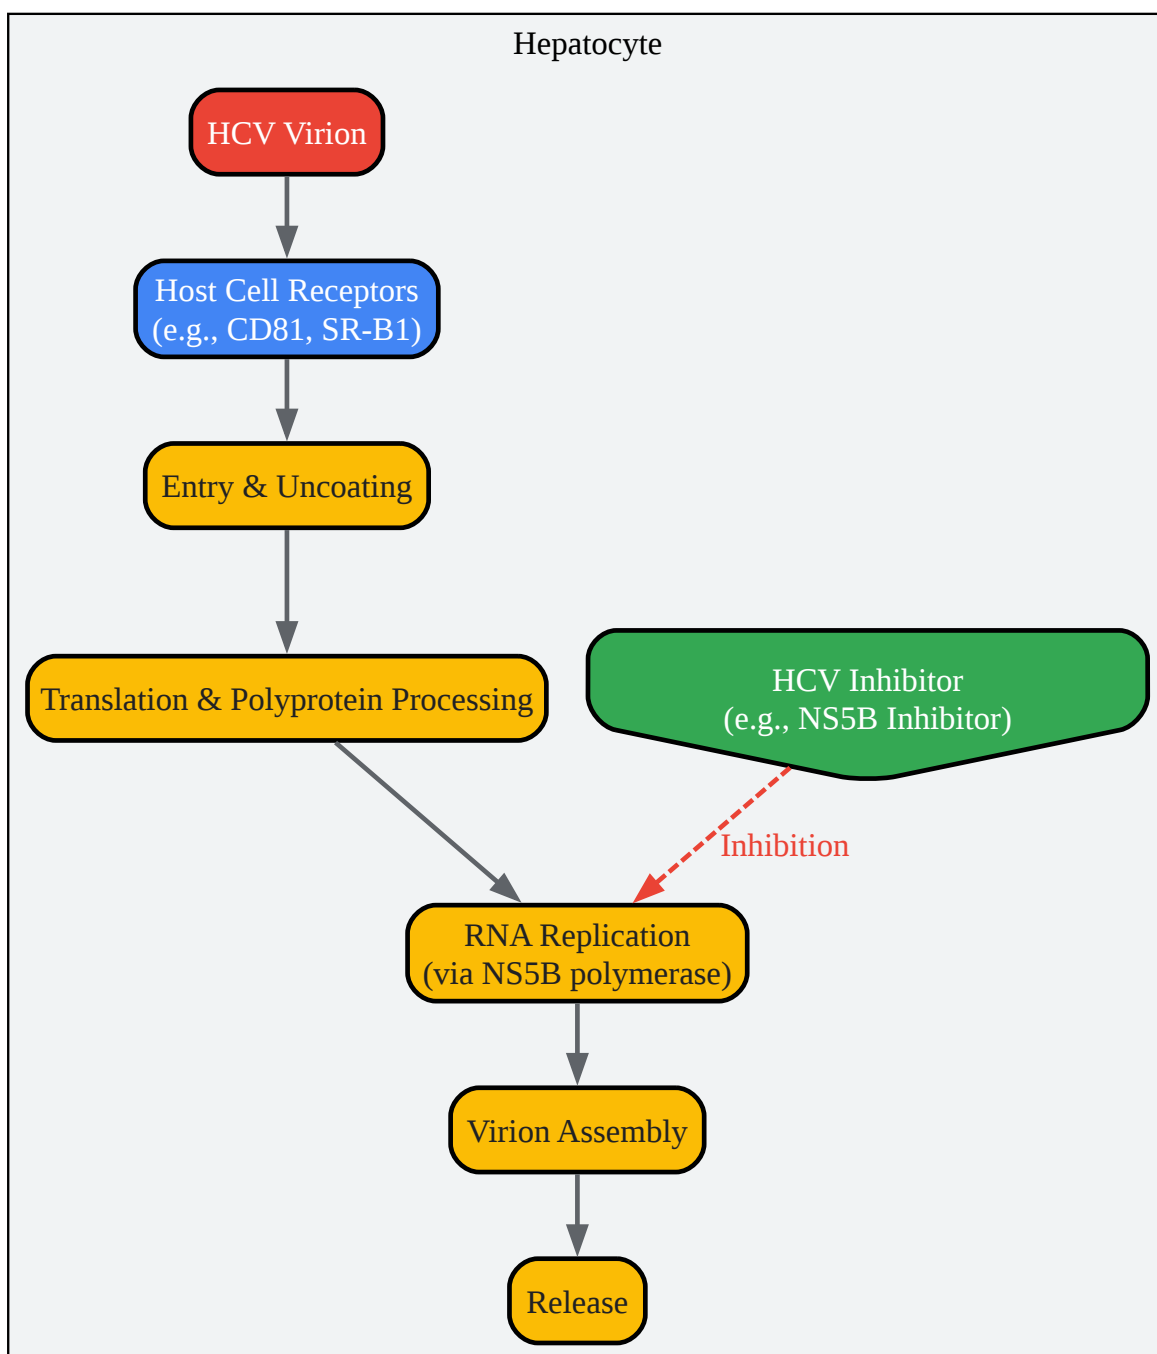 Hepatocyte
HCV Virion
Host Cell Receptors
(e.g., CD81, SR-B1)
Entry & Uncoating
Translation & Polyprotein Processing
HCV Inhibitor
(e.g., NS5B Inhibitor)
Inhibition
RNA Replication
(via NS5B polymerase)
Virion Assembly
Release